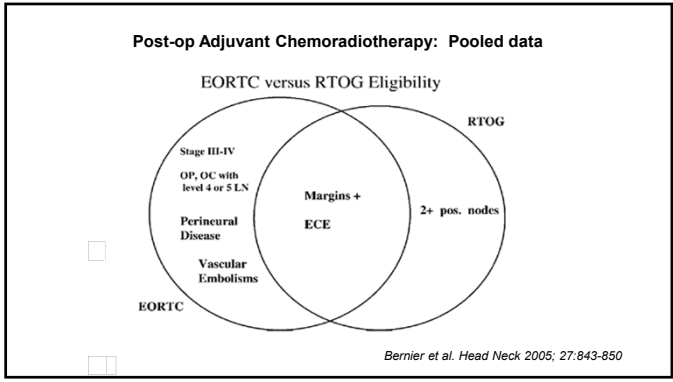 Post-op Adjuvant Chemoradiotherapy: Pooled data
EORTC versus RTOG Eligibility
RTOG
Stage III-IV
OP, OC with
level 4 or 5 LN
Perineural
Disease
Vascular
Embolisms
EORTC
Margins +
ECE
2+ pos. nodes
Bernier et al. Head Neck 2005; 27:843-850